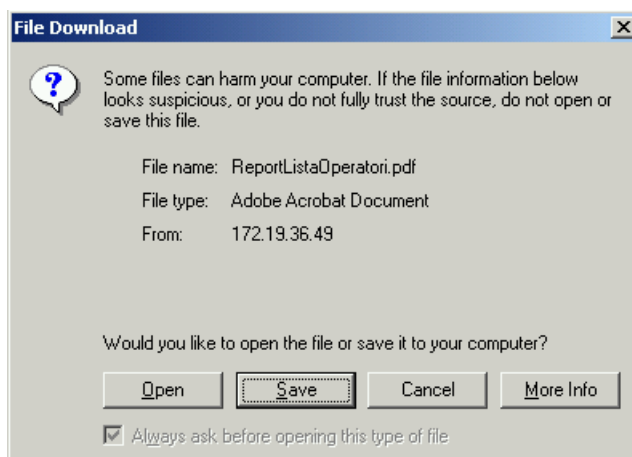 File Download
Some files can harm your computer. If the file information below
looks suspicious, or you do not fully trust the source, do not open or
save this file.
File name: ReportListaOperatori.pdf
File type: Adobe Acrobat Document
From: 172.19.36.49
Would you like to open the file or save it to your computer?
Open Save Cancel More Info
Always ask before opening this type of file